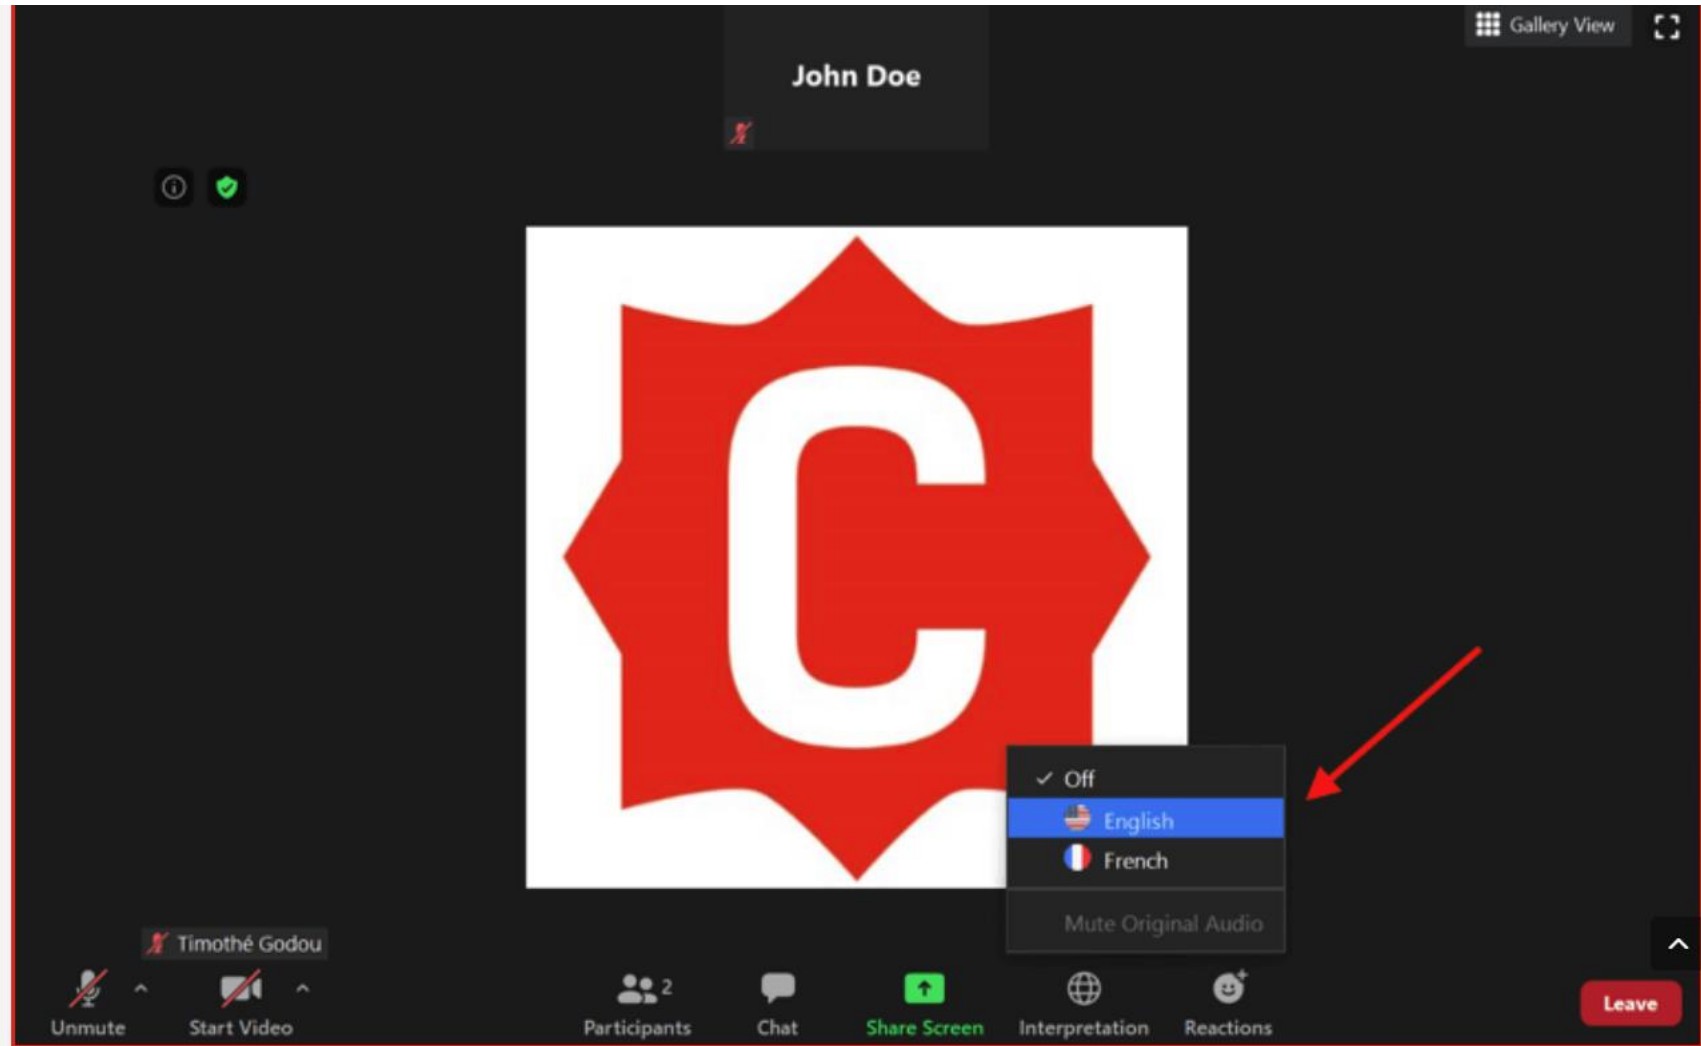 Gallery View
John Doe
C
Off
English
French
Mute Original Audio
Timothé Godou
2
Unmute
Start Video
Participants
Chat
Share Screen
Interpretation
Reactions
Leave